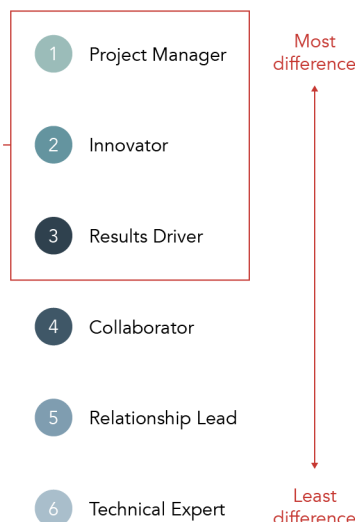 1 Project Manager
Most
difference
2 Innovator
3 Results Driver
4 Collaborator
5 Relationship Lead
6 Technical Expert
Least
difference